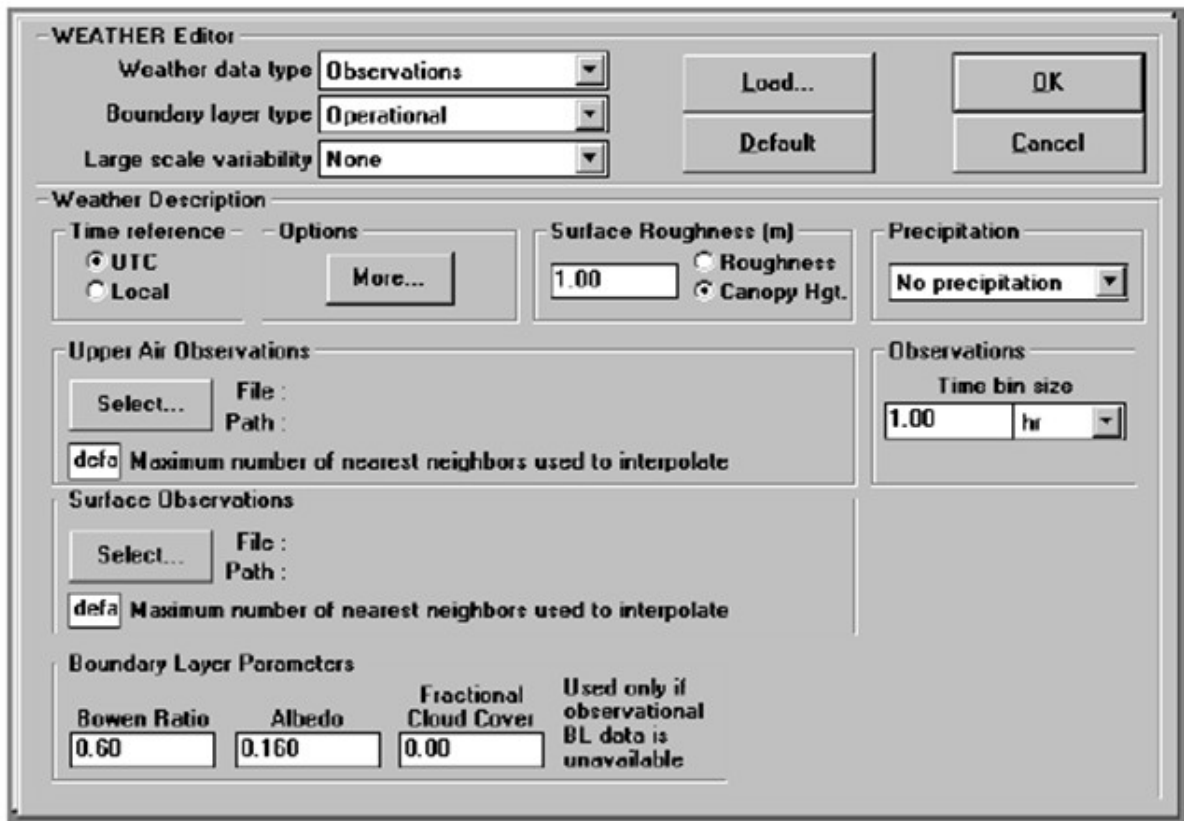 WEATHER Editor
Weather data type Observations
Boundary layer type Operational
Large scale variability None
Load...
Default
OK
Cancel
Weather Description
Time reference
UTC
Local
Options
More...
Surface Roughness (m)
1.00
Roughness
Canopy Hgt.
Precipitation
No precipitation
Upper Air Observations
Select...
File :
Path :
defa Maximum number of nearest neighbors used to interpolate
Observations
Time bin size
1.00 hr
Surface Observations
Select...
File :
Path :
defa Maximum number of nearest neighbors used to interpolate
Boundary Layer Parameters
Bowen Ratio
0.60
Albedo
0.160
Fractional
Cloud Cover
0.00
Used only if
observational
BL data is
unavailable